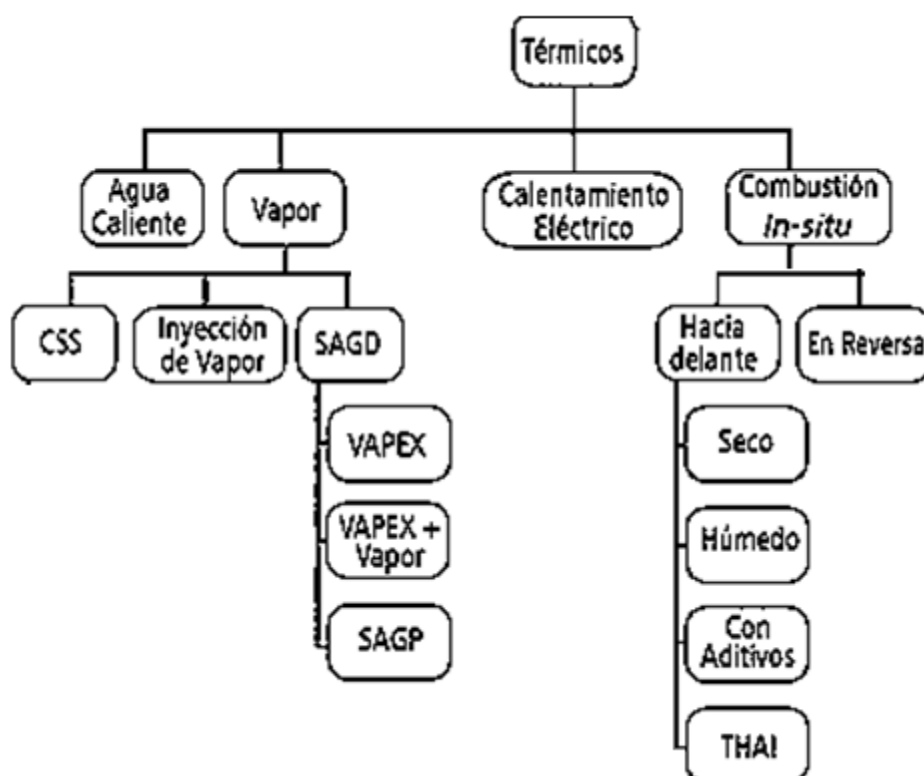 Térmicos
Agua
Caliente
Vapor
Calentamiento
Eléctrico
Combustión
In-situ
CSS
Inyección
de Vapor
SAGD
Hacia
delante
En Reversa
VAPEX
VAPEX +
Vapor
SAGP
Seco
Húmedo
Con
Aditivos
THAI